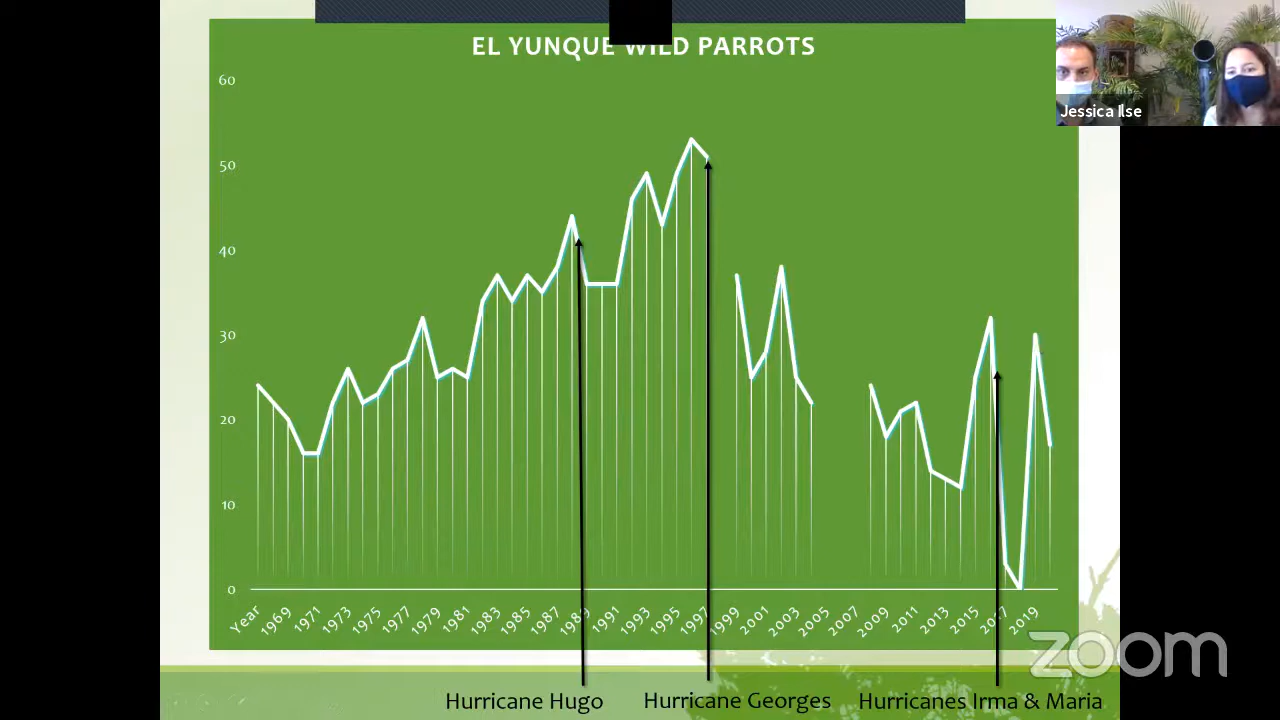 EL YUNQUE WILD PARROTS
Jessica Ilse
60
50
40
30
20
10
0
Year 1969 1971 1973 1975 1977 1979 1981 1983 1985 1987 1989 1991 1993 1995 1997 1999 2001 2003 2005 2007 2009 2011 2013 2015 2017 2019
zoom
Hurricane Hugo Hurricane Georges Hurricanes Irma & Maria